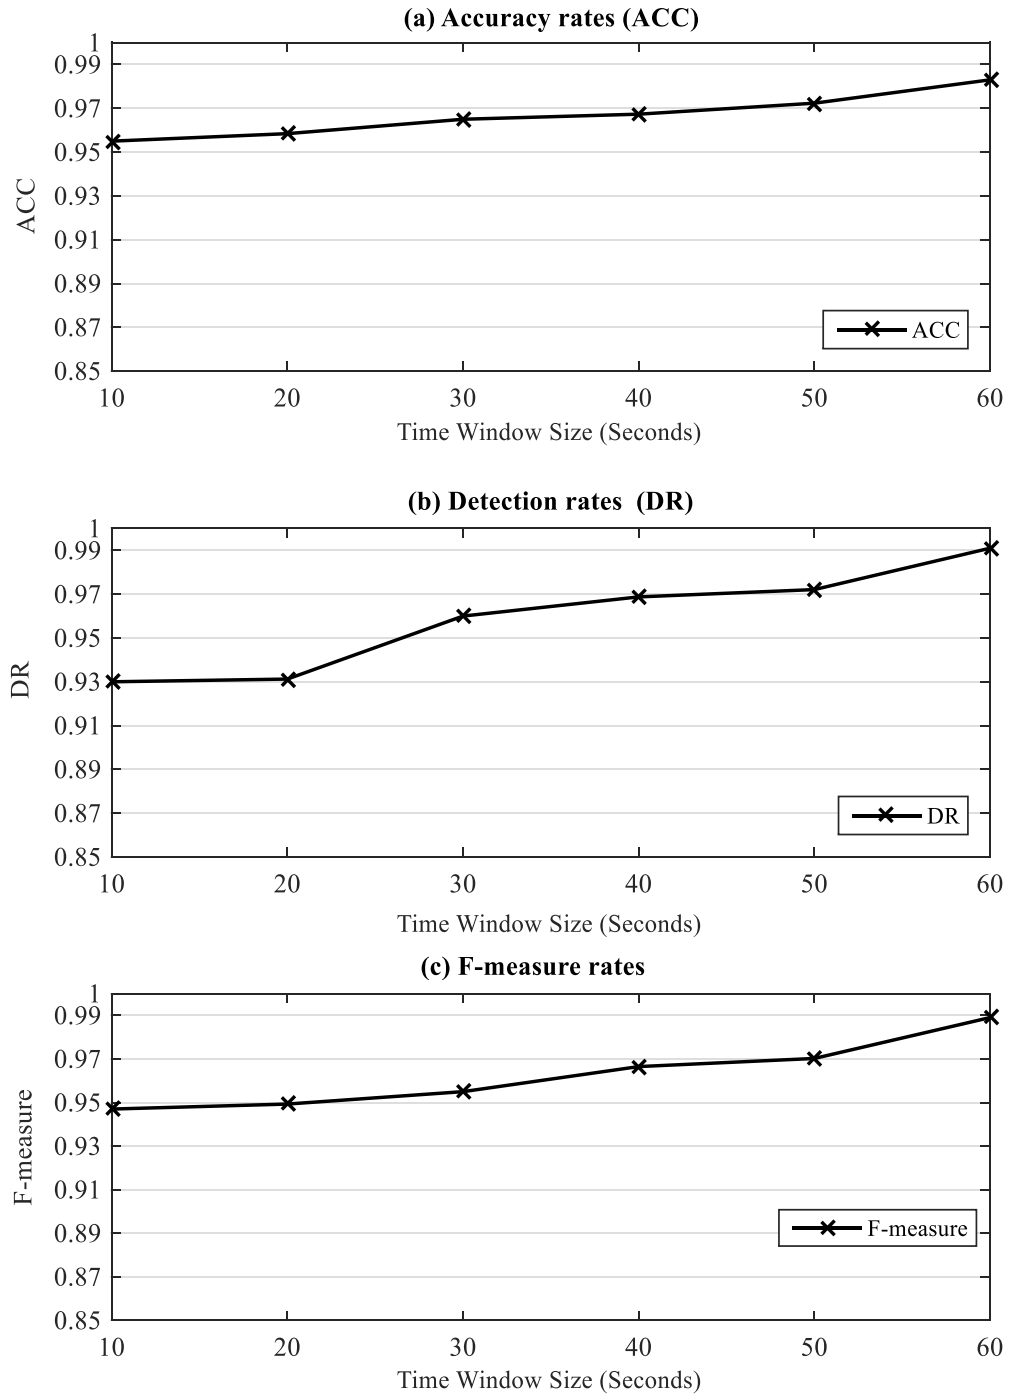 (a) Accuracy rates (ACC)
1
0.99
0.97
0.95
0.93
0.91
0.89
0.87
0.85
ACC
ACC
10 20 30 40 50 60
Time Window Size (Seconds)
(b) Detection rates (DR)
1
0.99
0.97
0.95
0.93
0.91
0.89
0.87
0.85
DR
DR
10 20 30 40 50 60
Time Window Size (Seconds)
(c) F-measure rates
1
0.99
0.97
0.95
0.93
0.91
0.89
0.87
0.85
F-measure
F-measure
10 20 30 40 50 60
Time Window Size (Seconds)